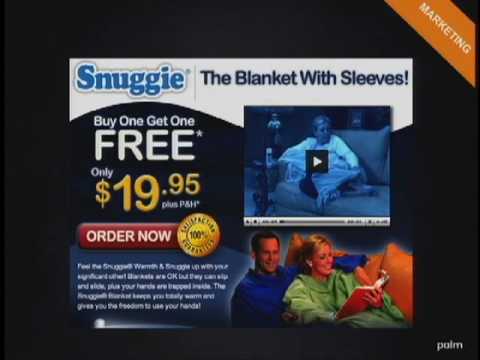 MARKETING
Snuggie®
The Blanket With Sleeves!
Buy One Get One
FREE*
Only
$19.95
plus P&H*
ORDER NOW
SATISFACTION
100%
GUARANTEE
Feel the Snuggie® Warmth & Snuggie up with your
significant other! Blankets are OK but they can slip
and slide, plus your hands are trapped inside. The
Snuggie® Blanket keeps you totally warm and
gives you the freedom to use your hands!
palm